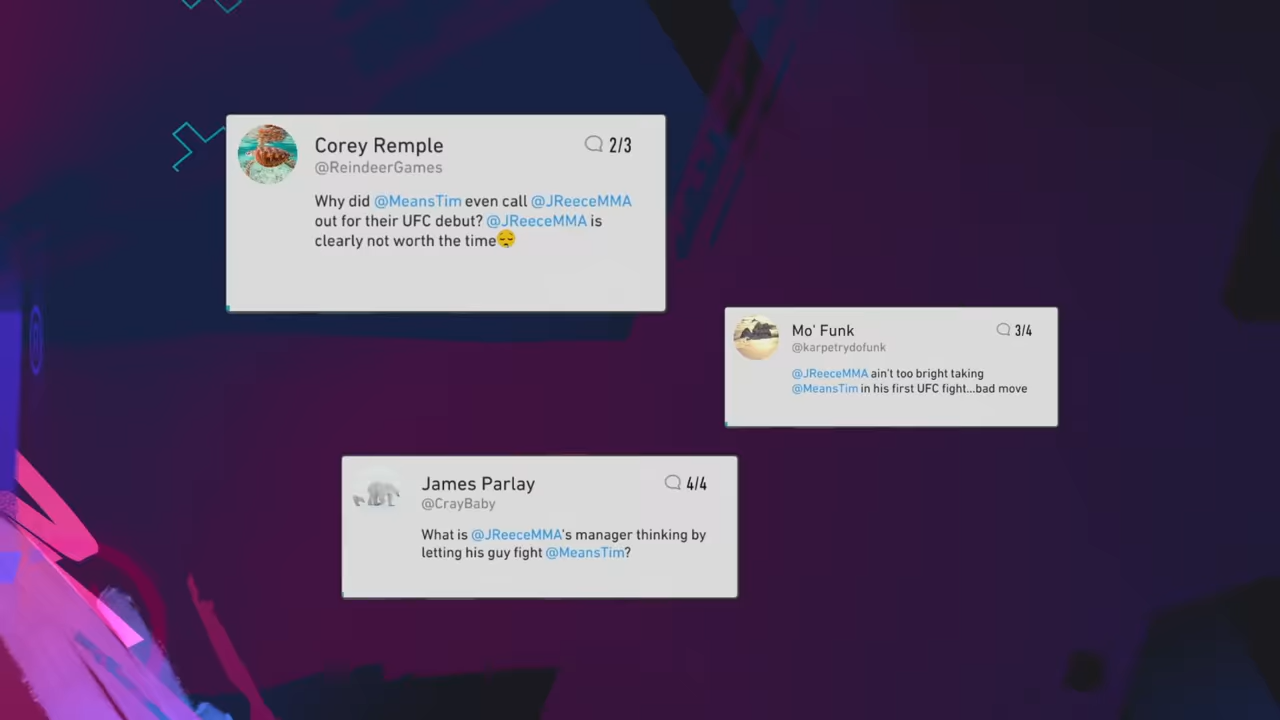 Corey Remple
2/3
@ReindeerGames
Why did @MeansTim even call @JReeceMMA
out for their UFC debut? @JReeceMMA is
clearly not worth the time😔
Mo' Funk
3/4
@karpetrydofunk
@JReeceMMA ain't too bright taking
@MeansTim in his first UFC fight...bad move
James Parlay
4/4
@CrayBaby
What is @JReeceMMA's manager thinking by
letting his guy fight @MeansTim?